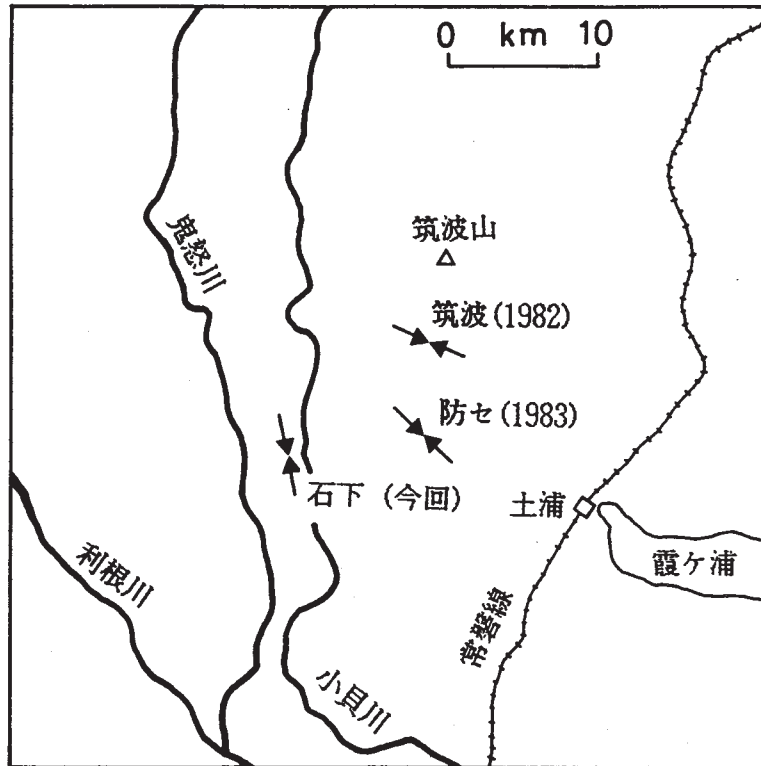 0 km 10
筑波山
鬼怒川
筑波(1982)
防セ(1983)
石下 (今回)
土浦
霞ケ浦
利根川
常磐線
小貝川